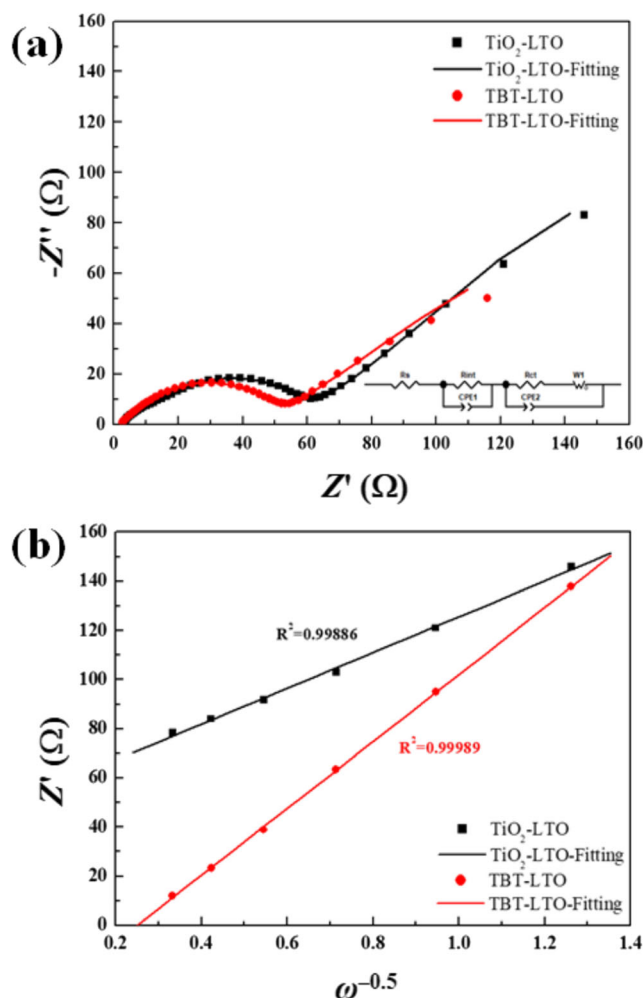 (a)
160
140
120
100
80
60
40
20
0
-Z'' (Ω)
TiO₂-LTO
TiO₂-LTO-Fitting
TBT-LTO
TBT-LTO-Fitting
Rs Rint Rct W1
CPE1 CPE2
0 20 40 60 80 100 120 140 160
Z' (Ω)
(b)
160
140
120
100
80
60
40
20
0
Z' (Ω)
R²=0.99886
R²=0.99989
TiO₂-LTO
TiO₂-LTO-Fitting
TBT-LTO
TBT-LTO-Fitting
0.2 0.4 0.6 0.8 1.0 1.2 1.4
ω⁻⁰·⁵